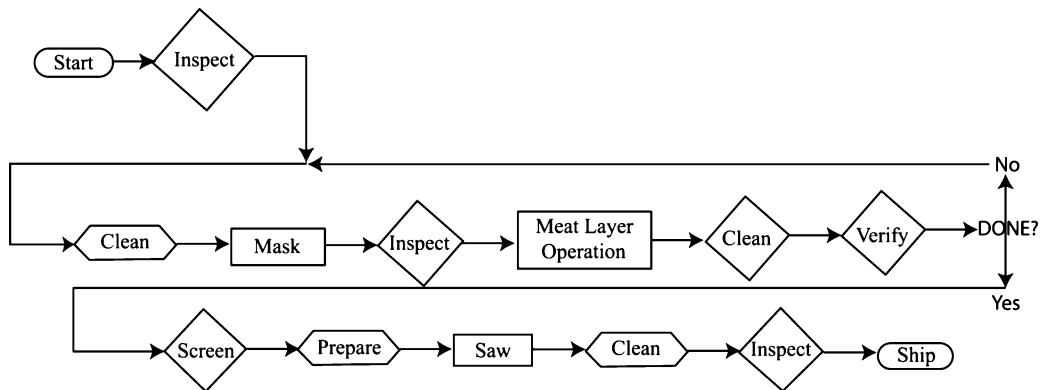 Start
Inspect
No
Clean
Mask
Inspect
Meat Layer
Operation
Clean
Verify
DONE?
Yes
Screen
Prepare
Saw
Clean
Inspect
Ship